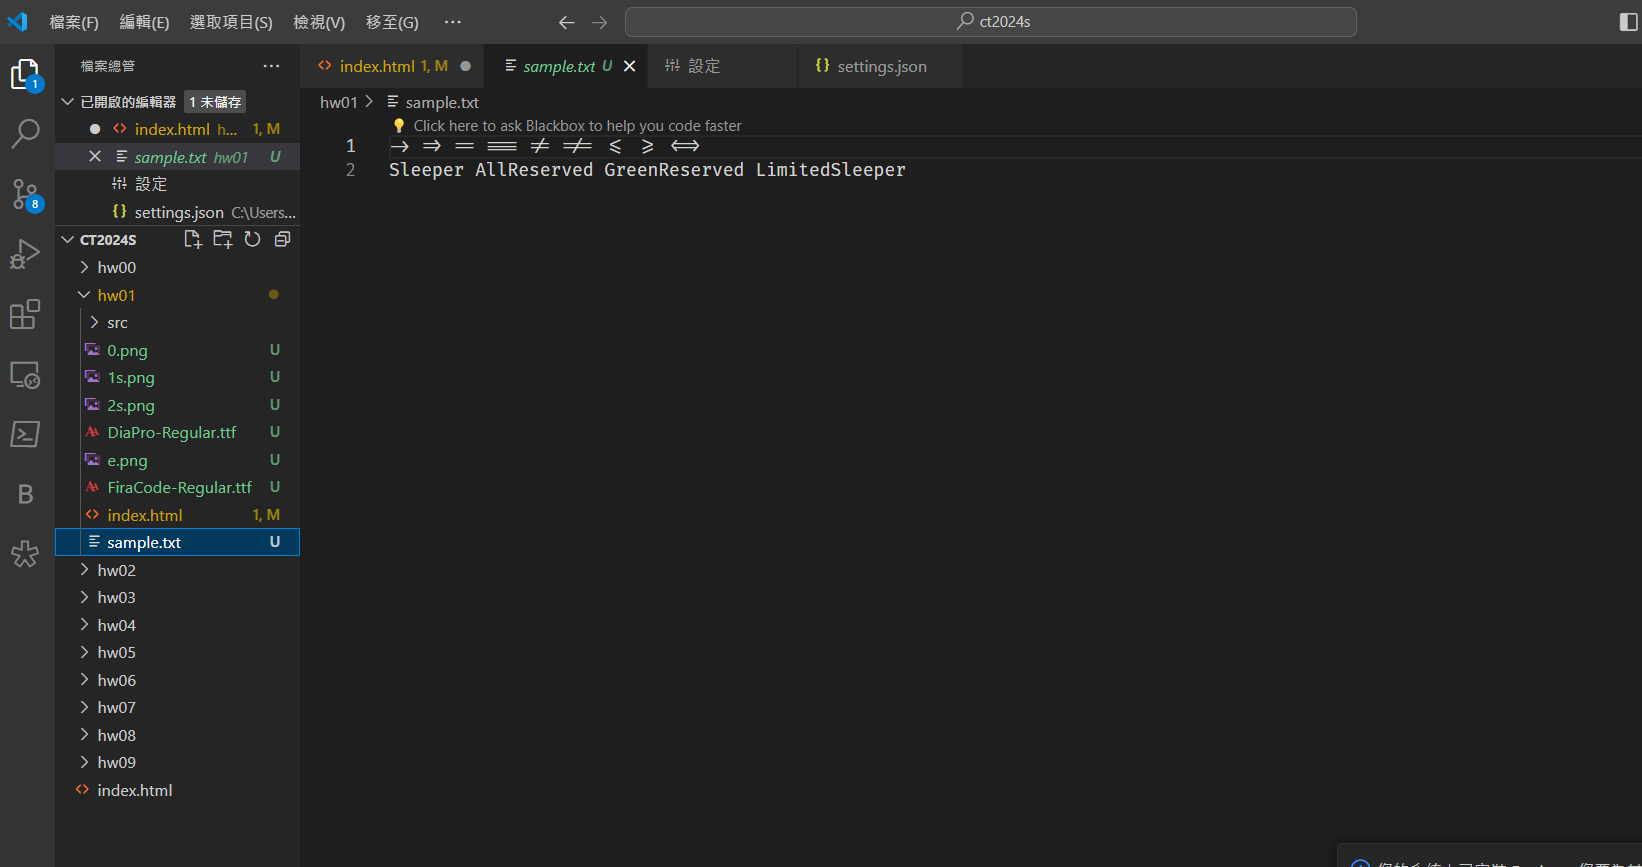 檔案(F) 編輯(E) 選取項目(S) 檢視(V) 移至(G) ··· ct2024s
檔案總管 ···
已開啟的編輯器 1 未儲存
index.html h... 1, M
sample.txt hw01 U
設定
settings.json C:\Users...
CT2024S
hw00
hw01
src
0.png U
1s.png U
2s.png U
DiaPro-Regular.ttf U
e.png U
FiraCode-Regular.ttf U
index.html 1, M
sample.txt U
hw02
hw03
hw04
hw05
hw06
hw07
hw08
hw09
index.html
1
8
B
index.html 1, M sample.txt U 設定 settings.json
hw01 > sample.txt
Click here to ask Blackbox to help you code faster
1 -> => == === != !== <= >= <=>
2 Sleeper AllReserved GreenReserved LimitedSleeper